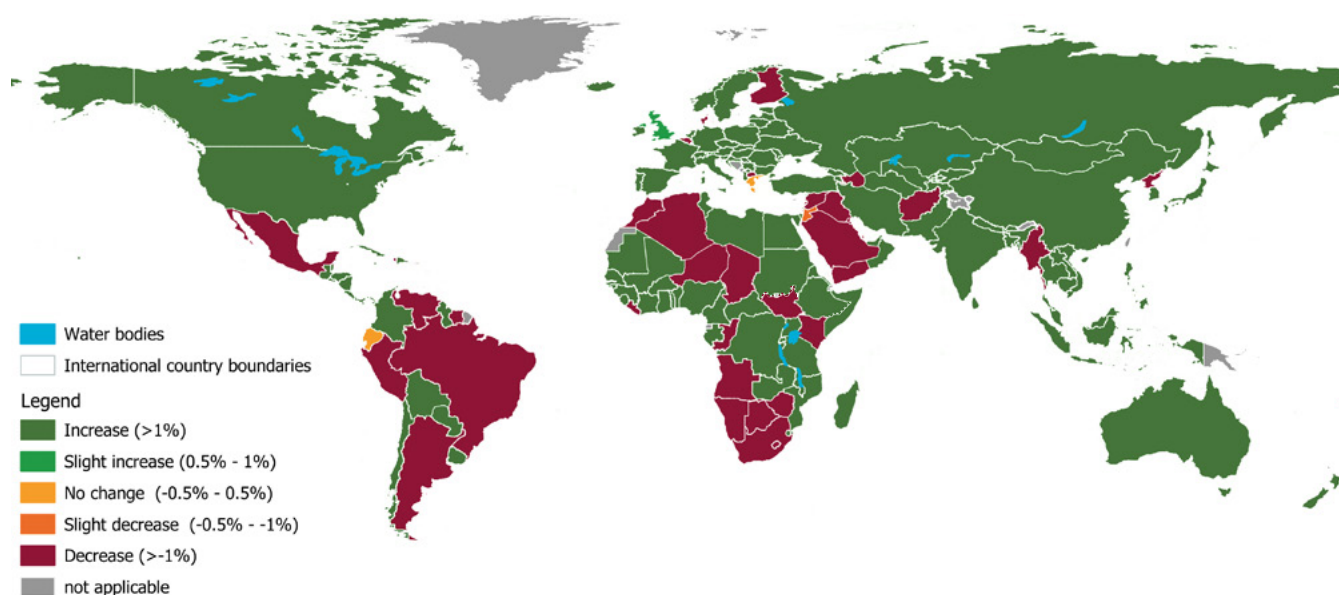 Water bodies
International country boundaries
Legend
Increase (>1%)
Slight increase (0.5% - 1%)
No change (-0.5% - 0.5%)
Slight decrease (-0.5% - -1%)
Decrease (>-1%)
not applicable